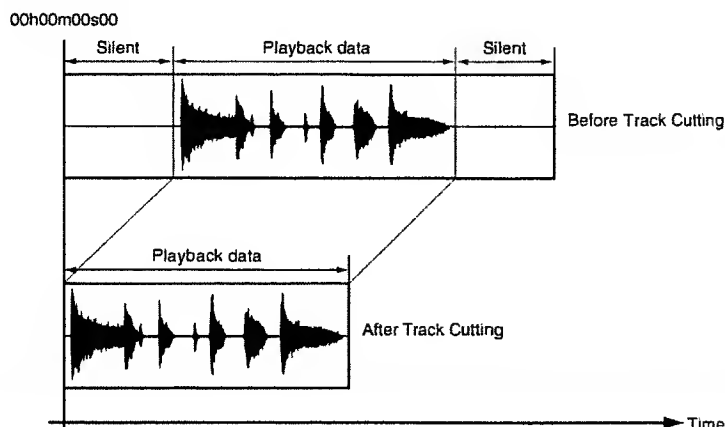 00h00m00s00
Silent
Playback data
Silent
Before Track Cutting
Playback data
After Track Cutting
Time